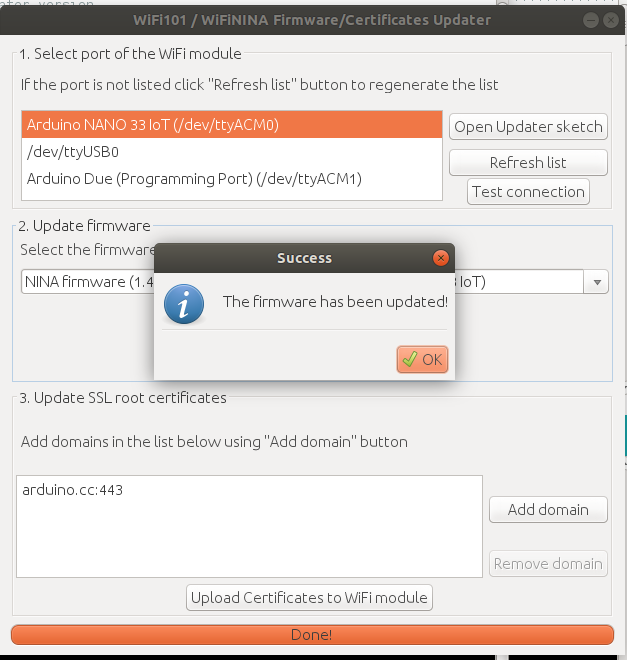 WiFi101 / WiFiNINA Firmware/Certificates Updater
1. Select port of the WiFi module
If the port is not listed click "Refresh list" button to regenerate the list
Arduino NANO 33 IoT (/dev/ttyACM0)
/dev/ttyUSB0
Arduino Due (Programming Port) (/dev/ttyACM1)
Open Updater sketch
Refresh list
Test connection
2. Update firmware
Select the firmware
NINA firmware (1.4 IoT)
Success
The firmware has been updated!
OK
3. Update SSL root certificates
Add domains in the list below using "Add domain" button
arduino.cc:443
Add domain
Remove domain
Upload Certificates to WiFi module
Done!